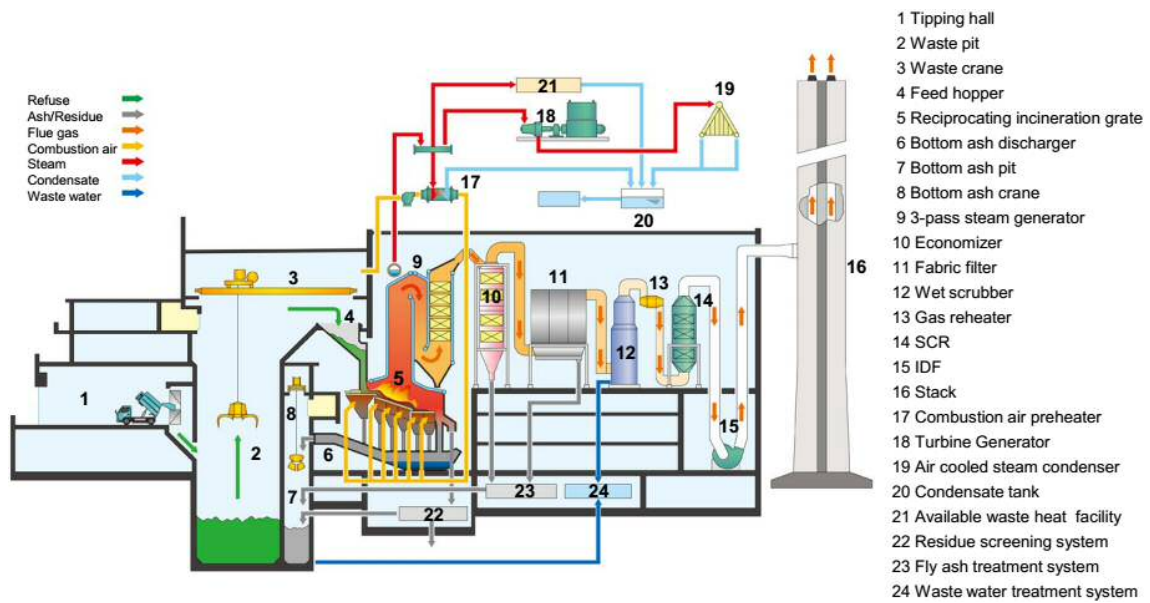 Refuse
Ash/Residue
Flue gas
Combustion air
Steam
Condensate
Waste water
21
19
18
17
20
3
9
4
10
11
13
14
16
12
5
1
8
2
6
15
7
23
24
22
1 Tipping hall
2 Waste pit
3 Waste crane
4 Feed hopper
5 Reciprocating incineration grate
6 Bottom ash discharger
7 Bottom ash pit
8 Bottom ash crane
9 3-pass steam generator
10 Economizer
11 Fabric filter
12 Wet scrubber
13 Gas reheater
14 SCR
15 IDF
16 Stack
17 Combustion air preheater
18 Turbine Generator
19 Air cooled steam condenser
20 Condensate tank
21 Available waste heat facility
22 Residue screening system
23 Fly ash treatment system
24 Waste water treatment system